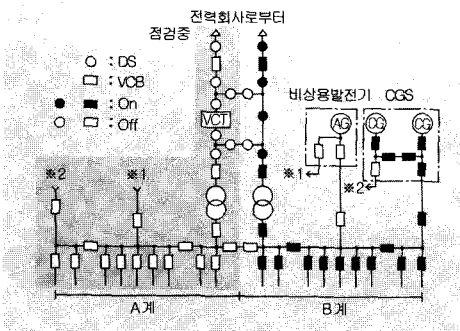 전력회사로부터
점검중
: DS
: VCB
: On
: Off
VCT
비상용발전기 CGS
AG
CG
CG
※2
※1
※1
※2
A계
B계